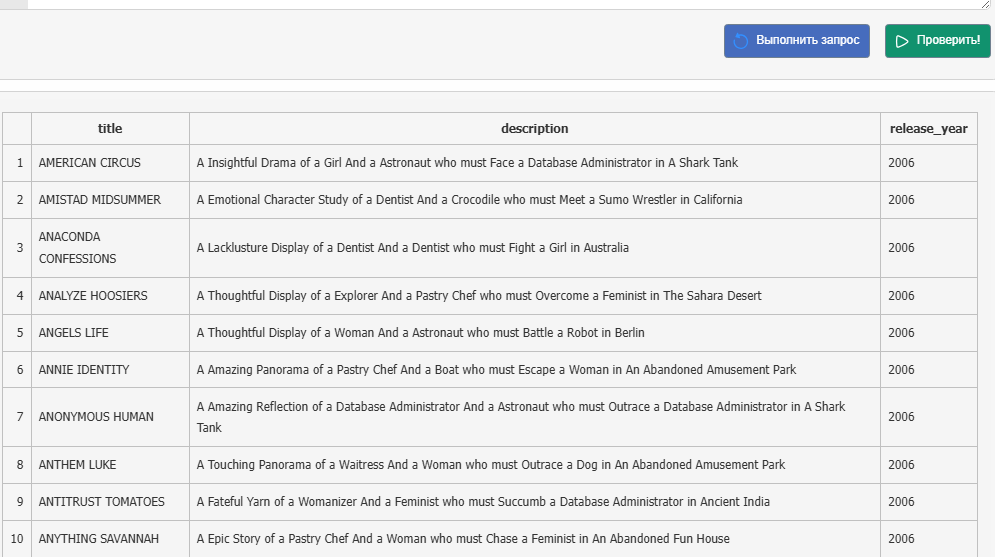 Выполнить запрос Проверить!
title description release_year
1 AMERICAN CIRCUS A Insightful Drama of a Girl And a Astronaut who must Face a Database Administrator in A Shark Tank 2006
2 AMISTAD MIDSUMMER A Emotional Character Study of a Dentist And a Crocodile who must Meet a Sumo Wrestler in California 2006
3 ANACONDA
CONFESSIONS A Lacklusture Display of a Dentist And a Dentist who must Fight a Girl in Australia 2006
4 ANALYZE HOOSIERS A Thoughtful Display of a Explorer And a Pastry Chef who must Overcome a Feminist in The Sahara Desert 2006
5 ANGELS LIFE A Thoughtful Display of a Woman And a Astronaut who must Battle a Robot in Berlin 2006
6 ANNIE IDENTITY A Amazing Panorama of a Pastry Chef And a Boat who must Escape a Woman in An Abandoned Amusement Park 2006
7 ANONYMOUS HUMAN A Amazing Reflection of a Database Administrator And a Astronaut who must Outrace a Database Administrator in A Shark
Tank 2006
8 ANTHEM LUKE A Touching Panorama of a Waitress And a Woman who must Outrace a Dog in An Abandoned Amusement Park 2006
9 ANTITRUST TOMATOES A Fateful Yarn of a Womanizer And a Feminist who must Succumb a Database Administrator in Ancient India 2006
10 ANYTHING SAVANNAH A Epic Story of a Pastry Chef And a Woman who must Chase a Feminist in An Abandoned Fun House 2006